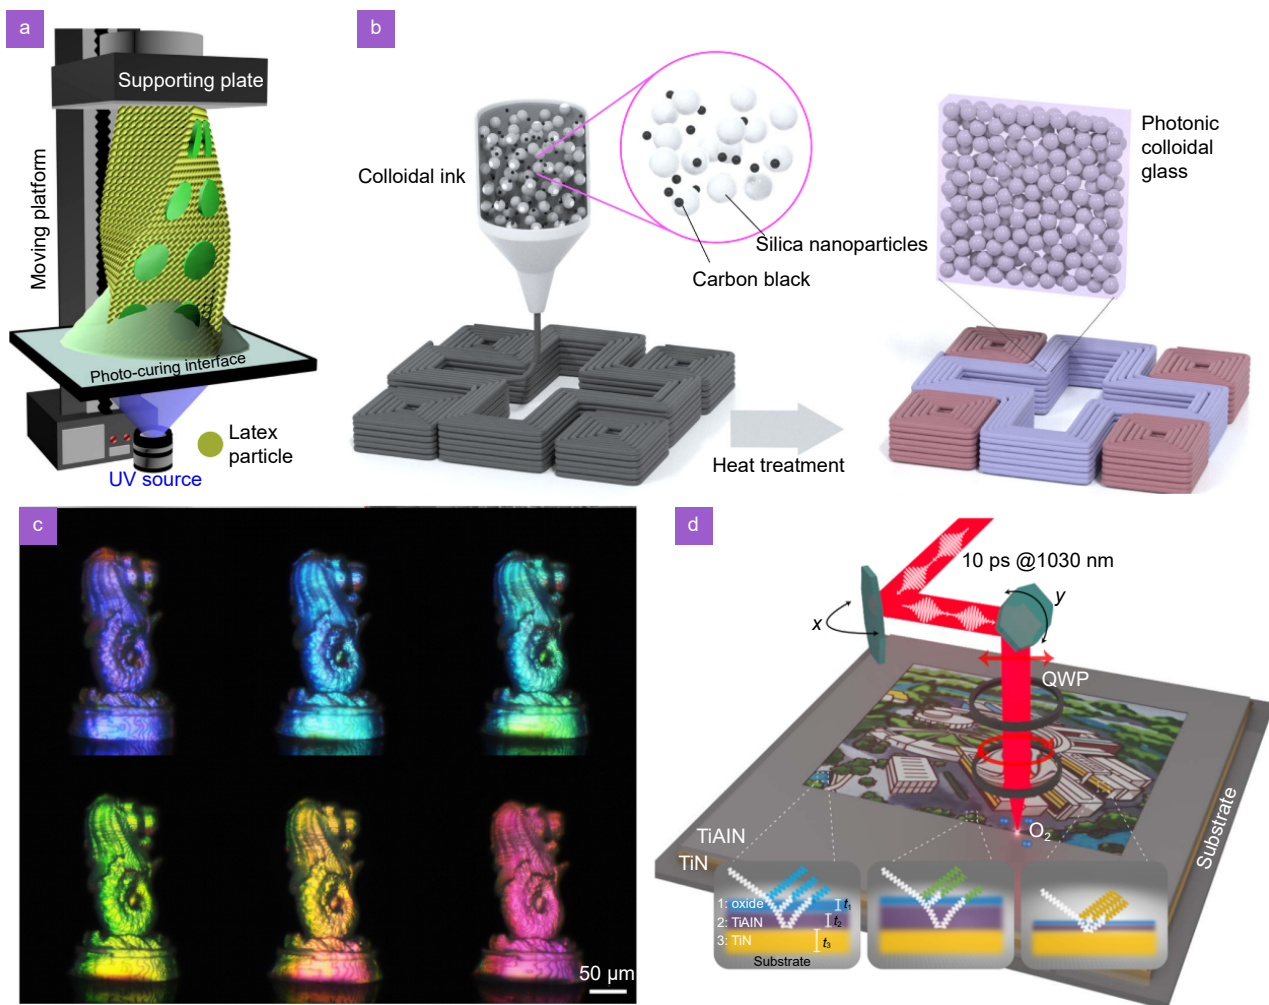 a
Supporting plate
Moving platform
Photo-curing interface
Latex
particle
UV source
b
Colloidal ink
Silica nanoparticles
Carbon black
Heat treatment
Photonic
colloidal
glass
c
50 µm
d
10 ps @1030 nm
x
y
QWP
O₂
TiAlN
TiN
Substrate
1: oxide
t₁
2: TiAlN
t₂
3: TiN
t₃
Substrate